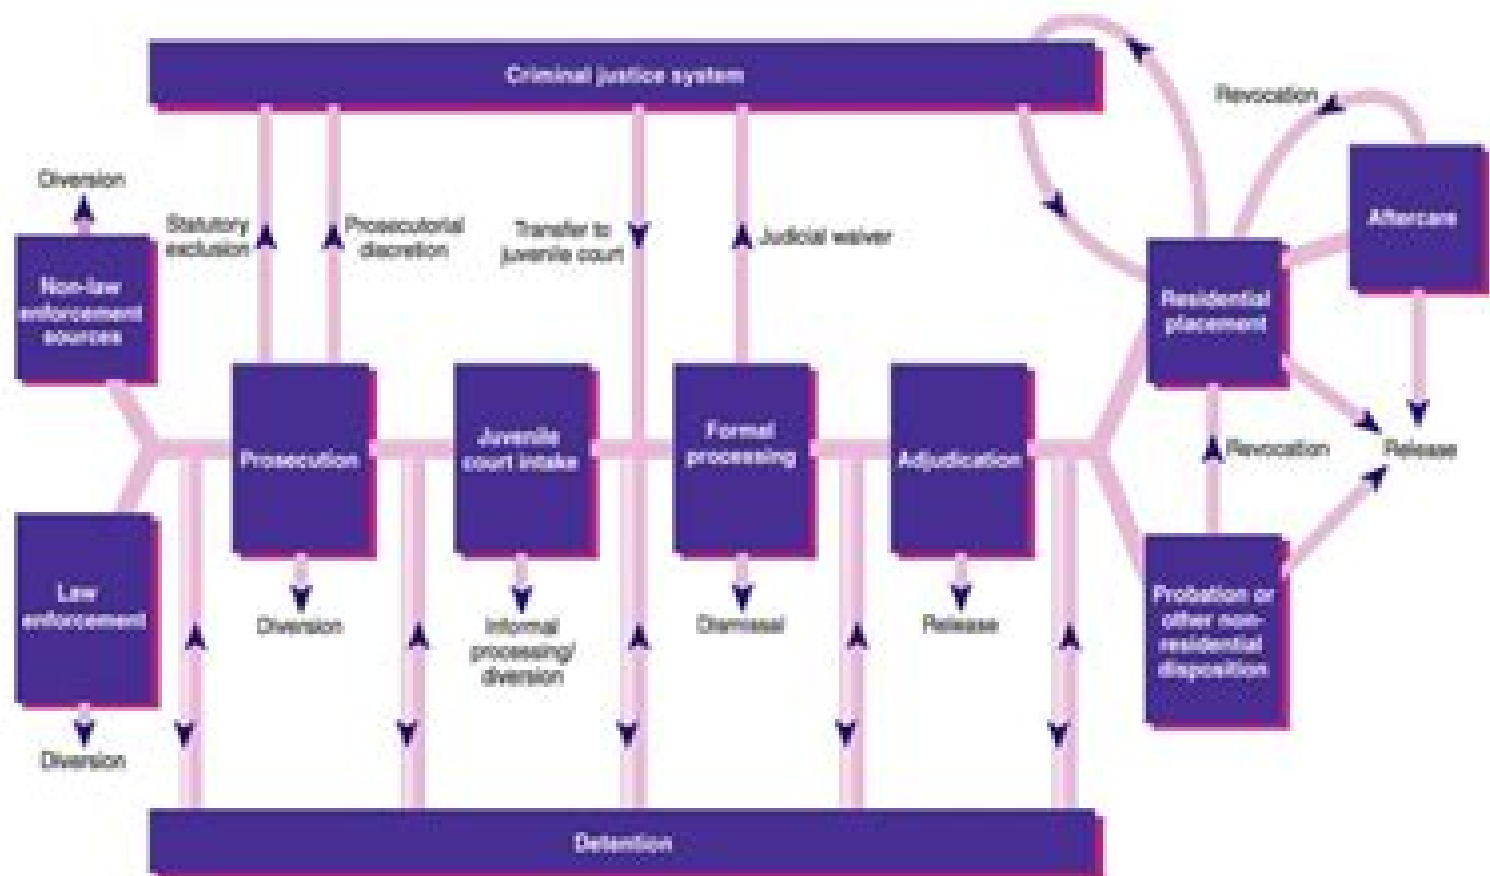 Criminal justice system
Revocation
Diversion
Aftercare
Statutory
exclusion
Prosecutorial
discretion
Transfer to
juvenile court
Judicial waiver
Non-law
enforcement
sources
Residential
placement
Prosecution
Juvenile
court intake
Formal
processing
Adjudication
Revocation
Release
Law
enforcement
Diversion
Informal
processing/
diversion
Dismissal
Release
Probation or
other non-
residential
disposition
Diversion
Detention